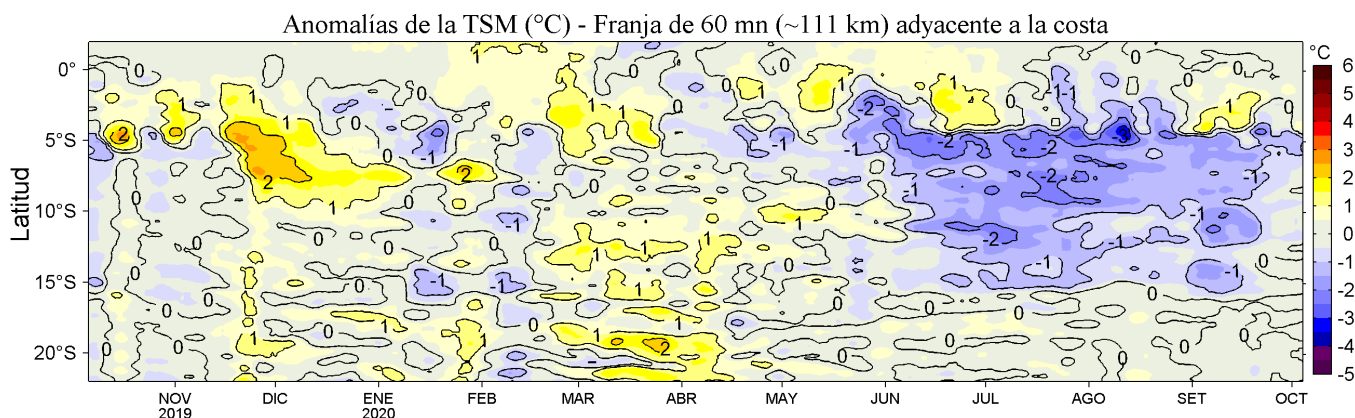 Anomalías de la TSM (°C) - Franja de 60 mn (~111 km) adyacente a la costa
Latitud
0°
5°S
10°S
15°S
20°S
NOV DIC ENE FEB MAR ABR MAY JUN JUL AGO SET OCT
2019 2020
°C
6
5
4
3
2
1
0
-1
-2
-3
-4
-5